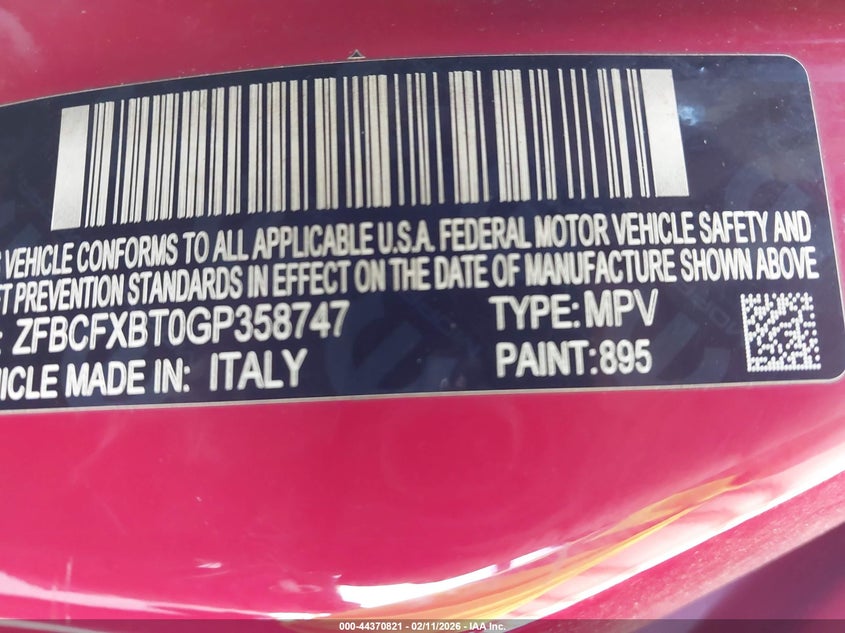 VEHICLE CONFORMS TO ALL APPLICABLE U.S.A. FEDERAL MOTOR VEHICLE SAFETY AND
PREVENTION STANDARDS IN EFFECT ON THE DATE OF MANUFACTURE SHOWN ABOVE
: ZFBCFXBT0GP358747 TYPE: MPV
HICLE MADE IN: ITALY PAINT: 895
000-44370821 - 02/11/2026 - IAA Inc.